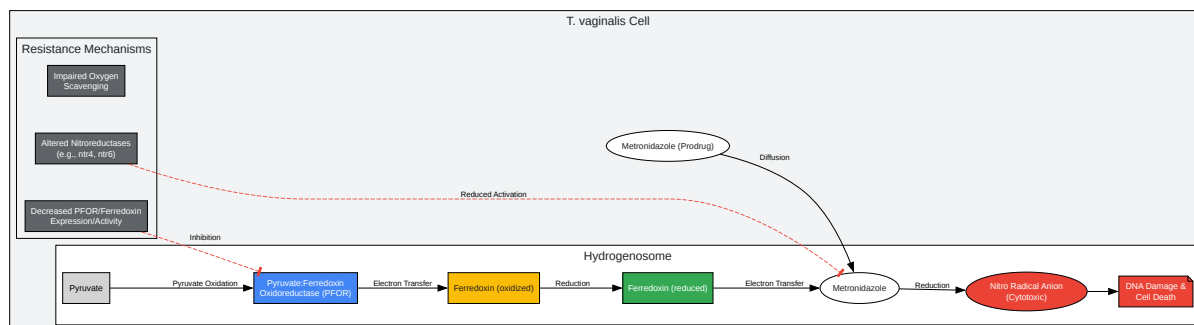 T. vaginalis Cell
Resistance Mechanisms
Impaired Oxygen
Scavenging
Altered Nitroreductases
(e.g., ntr4, ntr6)
Decreased PFOR/Ferredoxin
Expression/Activity
Metronidazole (Prodrug)
Diffusion
Reduced Activation
Inhibition
Hydrogenosome
Pyruvate
Pyruvate Oxidation
Pyruvate:Ferredoxin
Oxidoreductase (PFOR)
Electron Transfer
Ferredoxin (oxidized)
Reduction
Ferredoxin (reduced)
Electron Transfer
Metronidazole
Reduction
Nitro Radical Anion
(Cytotoxic)
DNA Damage &
Cell Death